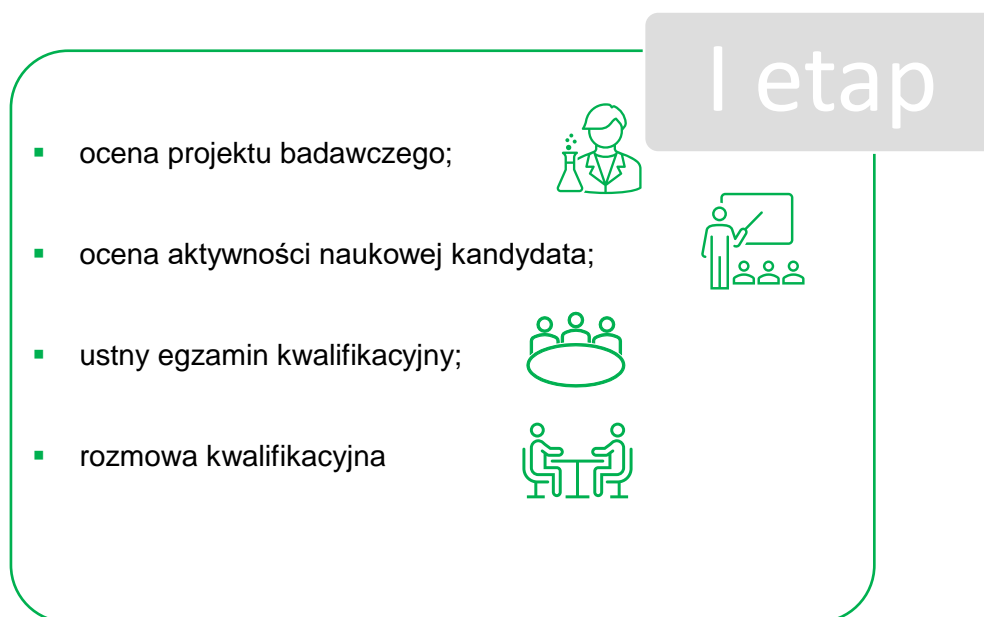 I etap
ocena projektu badawczego;
ocena aktywności naukowej kandydata;
ustny egzamin kwalifikacyjny;
rozmowa kwalifikacyjna